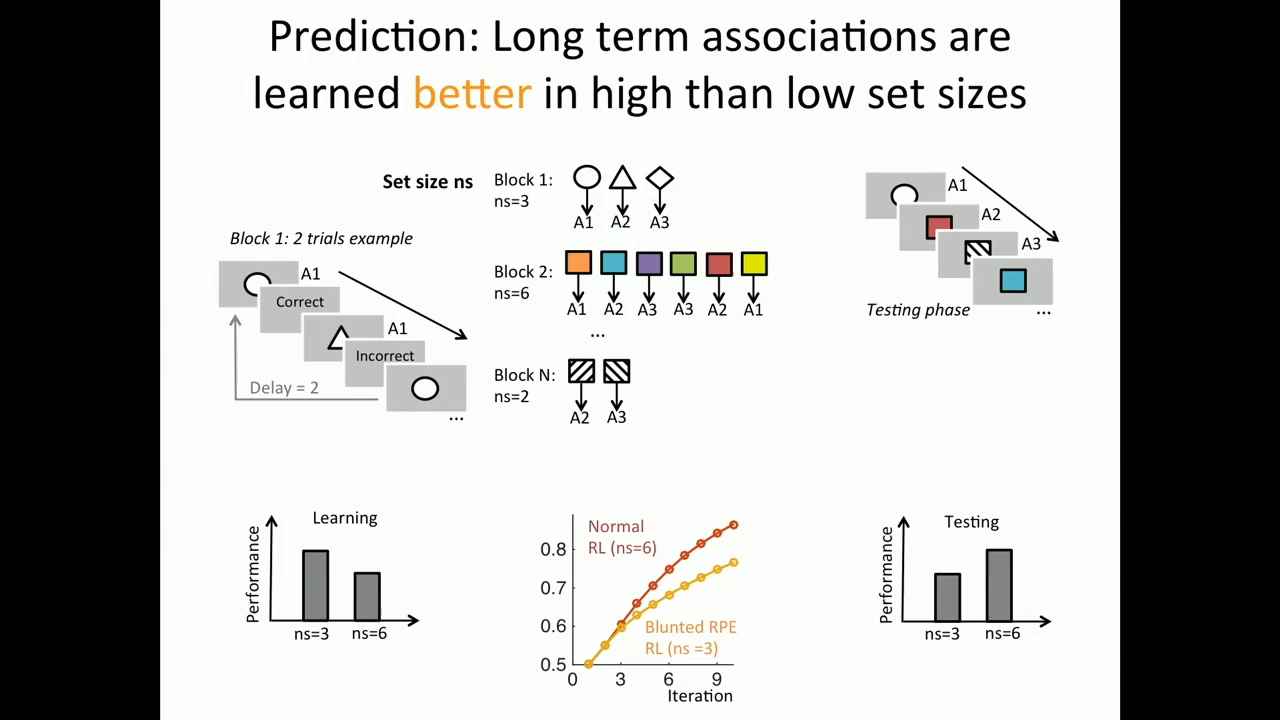 Prediction: Long term associations are
learned better in high than low set sizes
Set size ns
Block 1:
ns=3
A1 A2 A3
Block 1: 2 trials example
A1
Correct
A1
Incorrect
Delay = 2
...
Block 2:
ns=6
A1 A2 A3 A3 A2 A1
...
Block N:
ns=2
A2 A3
A1
A2
A3
Testing phase
...
Learning
Performance
ns=3 ns=6
Normal
RL (ns=6)
0.8
0.7
0.6
0.5
Blunted RPE
RL (ns =3)
0 3 6 9
Iteration
Testing
Performance
ns=3 ns=6